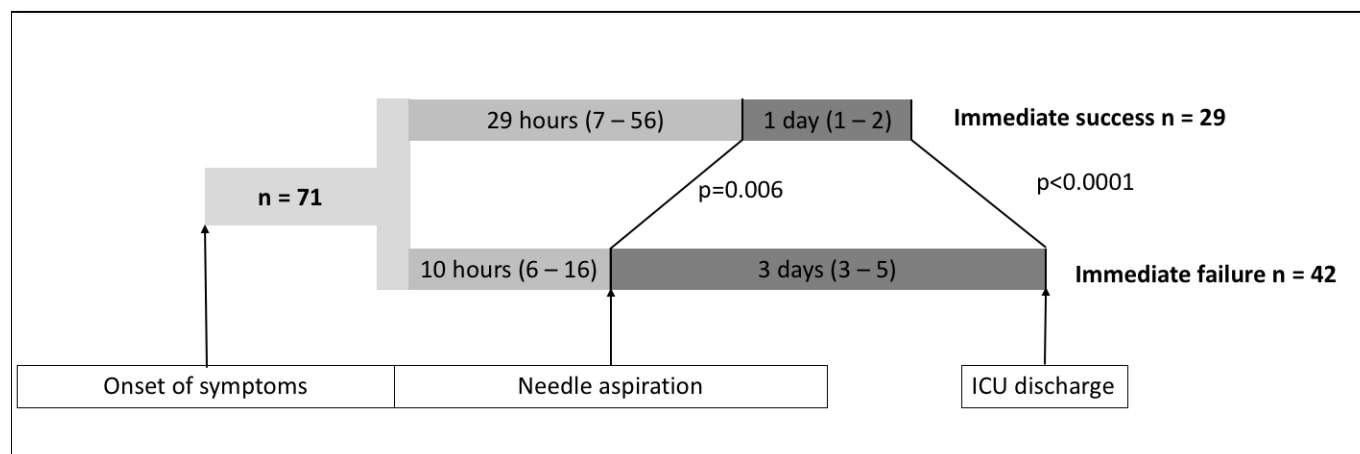 29 hours (7 – 56)
1 day (1 – 2)
Immediate success n = 29
n = 71
p=0.006
p<0.0001
10 hours (6 – 16)
3 days (3 – 5)
Immediate failure n = 42
Onset of symptoms
Needle aspiration
ICU discharge